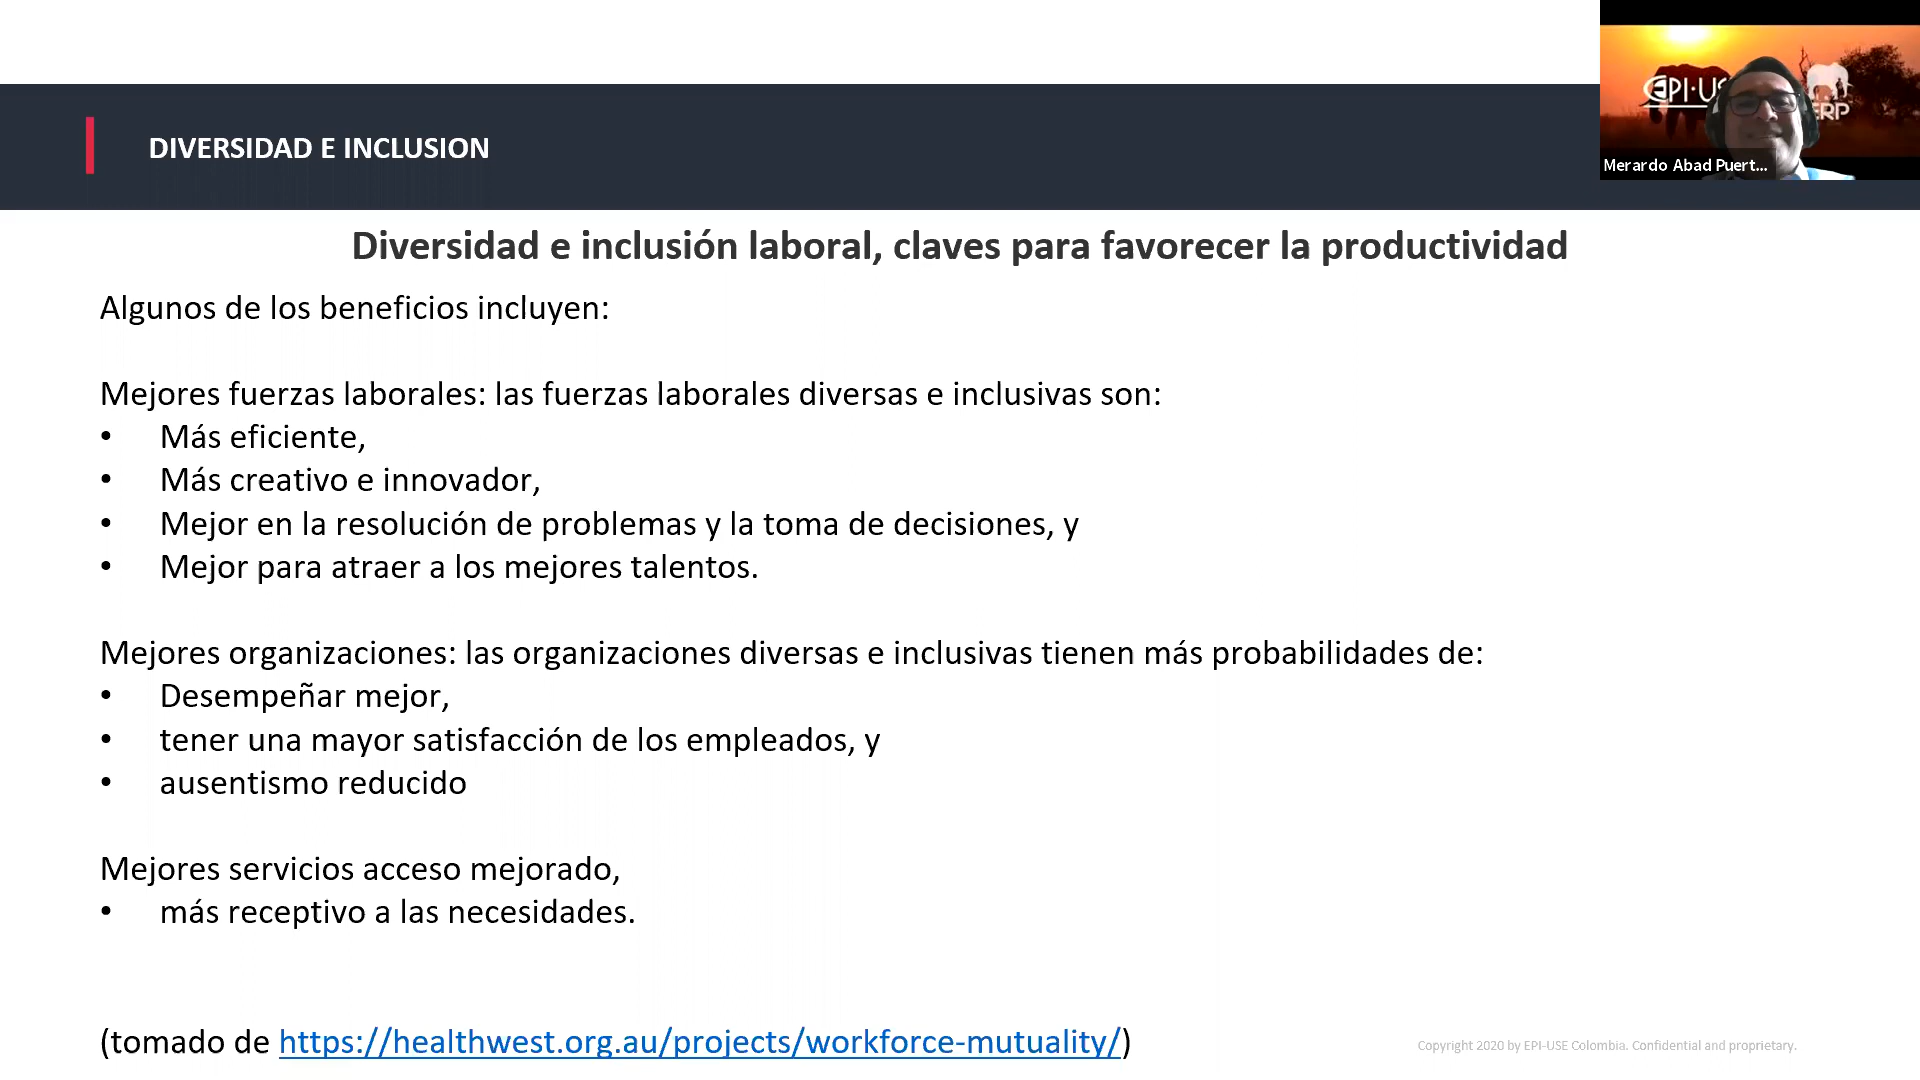 DIVERSIDAD E INCLUSION
EPI·US
ERP
Merardo Abad Puert...
Diversidad e inclusión laboral, claves para favorecer la productividad
Algunos de los beneficios incluyen:
Mejores fuerzas laborales: las fuerzas laborales diversas e inclusivas son:
• Más eficiente,
• Más creativo e innovador,
• Mejor en la resolución de problemas y la toma de decisiones, y
• Mejor para atraer a los mejores talentos.
Mejores organizaciones: las organizaciones diversas e inclusivas tienen más probabilidades de:
• Desempeñar mejor,
• tener una mayor satisfacción de los empleados, y
• ausentismo reducido
Mejores servicios acceso mejorado,
• más receptivo a las necesidades.
(tomado de https://healthwest.org.au/projects/workforce-mutuality/)
Copyright 2020 by EPI-USE Colombia. Confidential and proprietary.